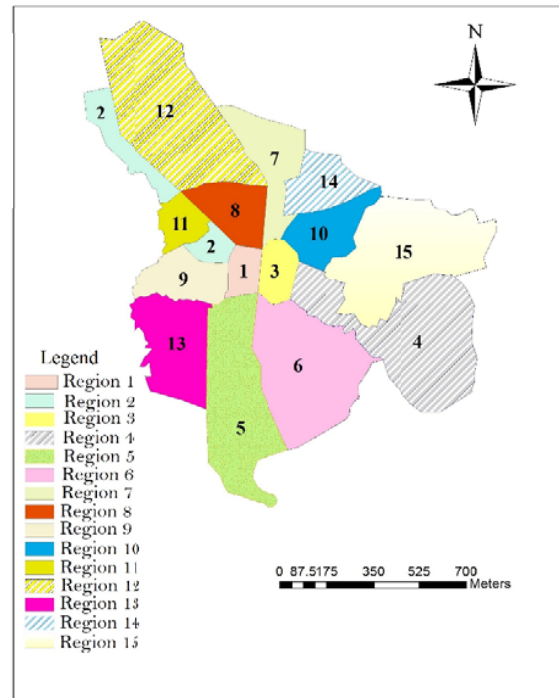 N
12
2
7
14
8
11
10
2
15
1
3
9
4
13
6
5
Legend
Region 1
Region 2
Region 3
Region 4
Region 5
Region 6
Region 7
Region 8
Region 9
Region 10
Region 11
Region 12
Region 13
Region 14
Region 15
0 87.5175 350 525 700
Meters